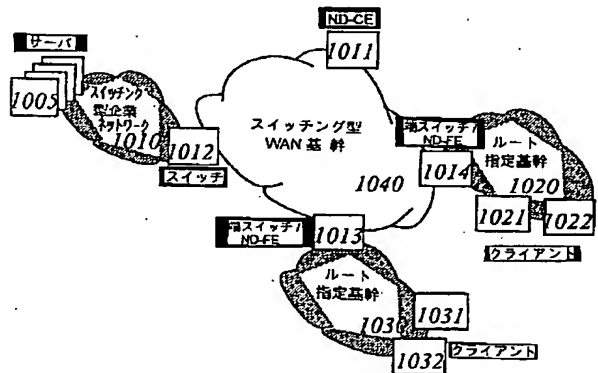 ND-CE
1011
サーバ
1005
スイッチング
型企業
ネットワーク
1010
1012
スイッチ
スイッチング型
WAN 基幹
1040
端スイッチ/
ND-FE
1014
ルート
指定基幹
1020
1021
1022
クライアント
端スイッチ/
ND-FE
1013
ルート
指定基幹
1030
1031
1032
クライアント